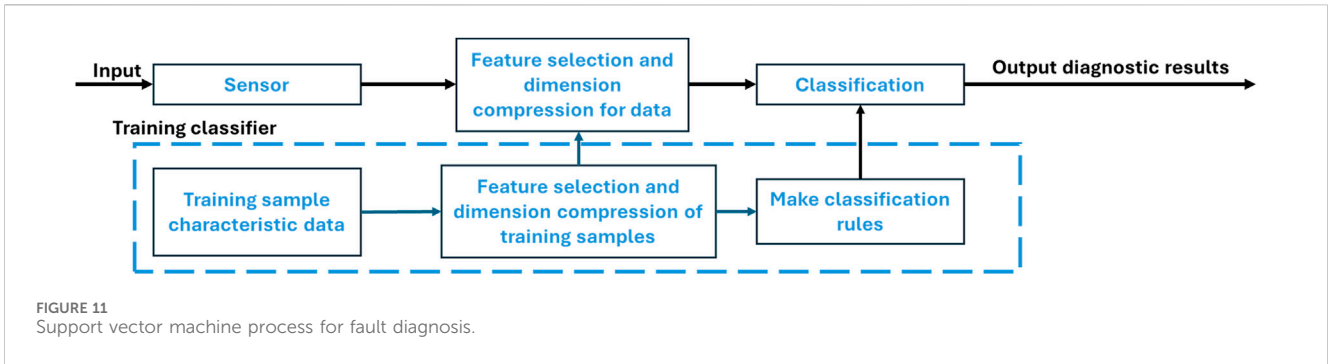 Input
Sensor
Feature selection and
dimension
compression for data
Classification
Output diagnostic results
Training classifier
Training sample
characteristic data
Feature selection and
dimension compression of
training samples
Make classification
rules
FIGURE 11
Support vector machine process for fault diagnosis.